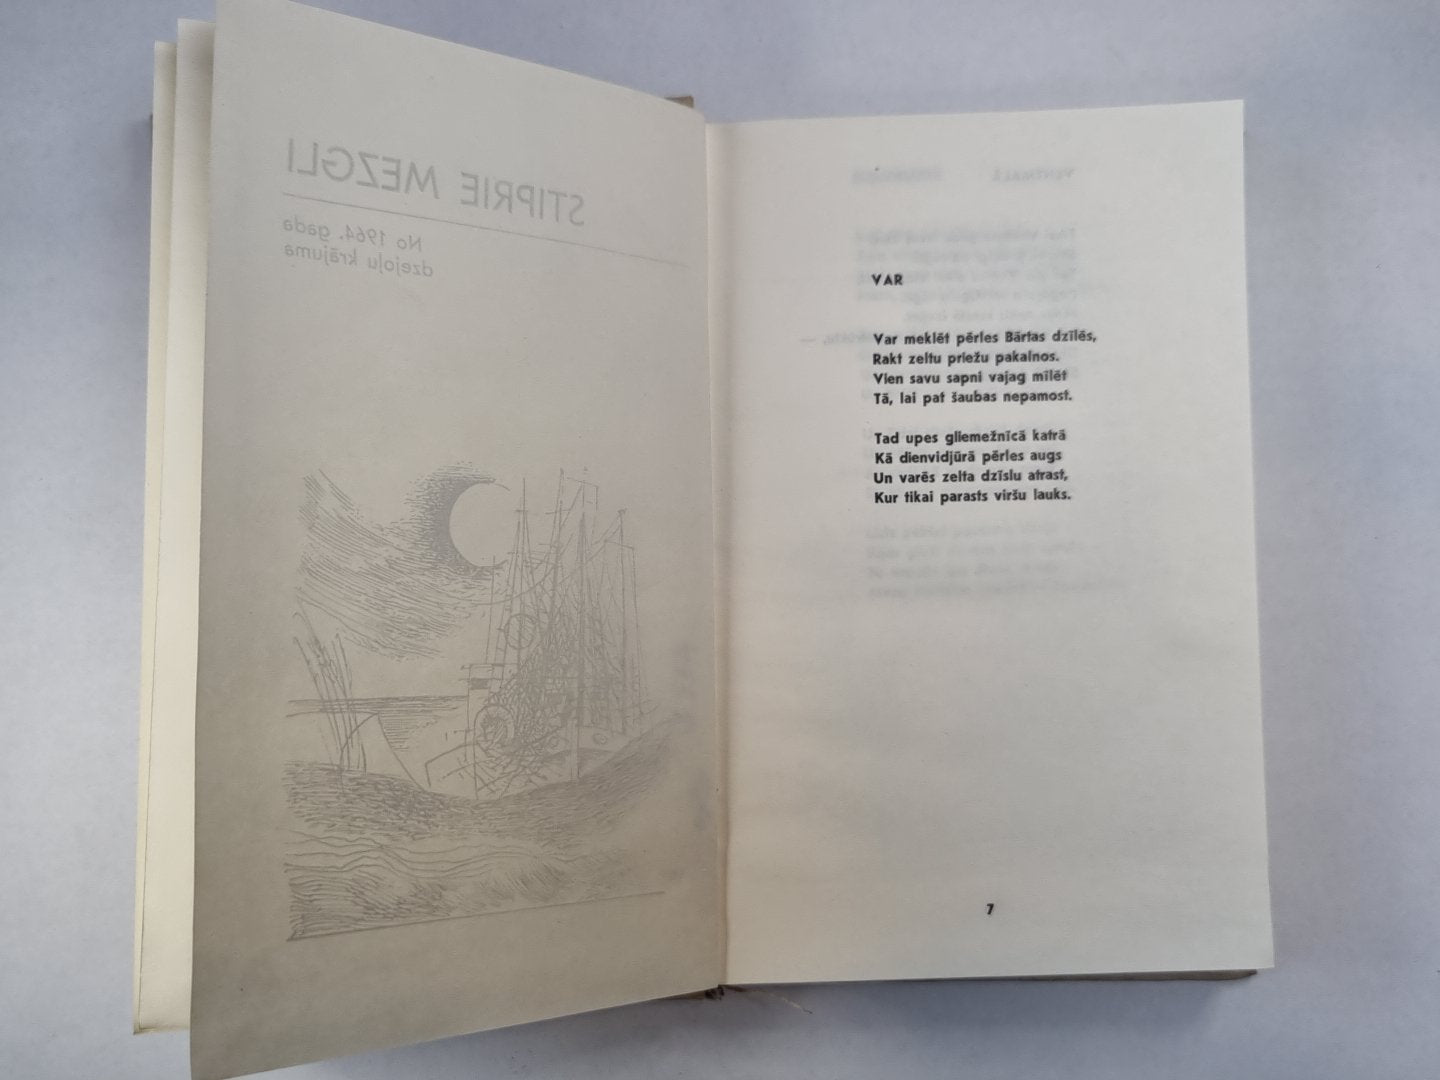 STIPRIE MEZGLI
No 1964. gada
dzejoļu krājuma
VENTMALĀ
VAR
Var meklēt pērles Bārtas dzīlēs,
Rakt zeltu priežu pakalnos.
Vien savu sapni vajag mīlēt
Tā, lai pat šaubas nepamost.
Tad upes gliemežnīcā katrā
Kā dienvidjūrā pērles augs
Un varēs zelta dzīslu atrast,
Kur tikai parasts viršu lauks.
7